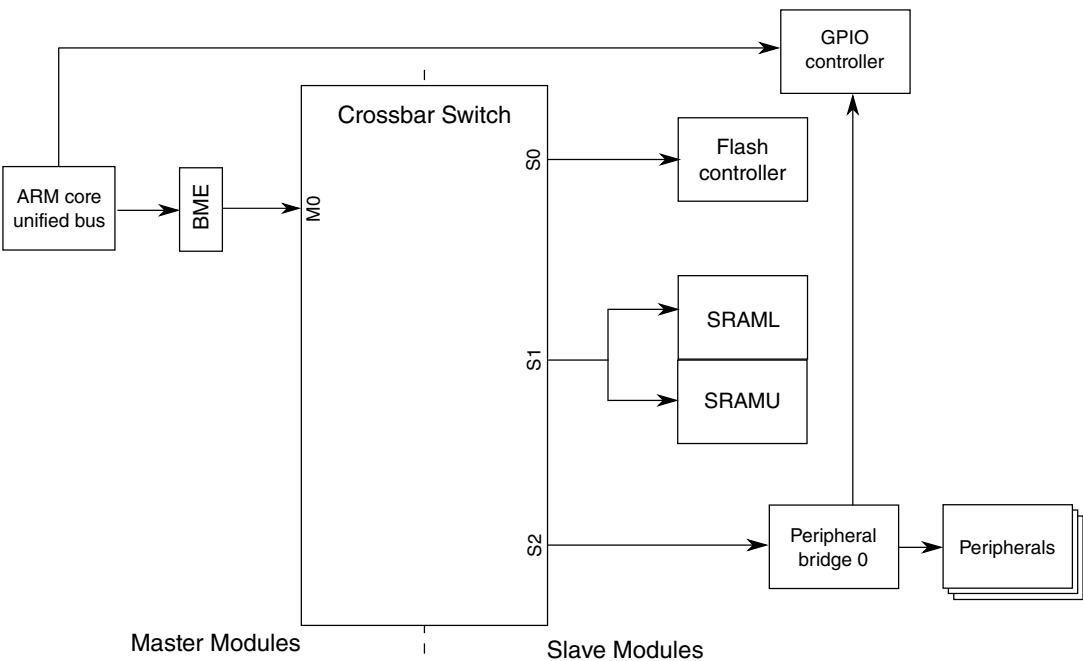 GPIO
controller
Crossbar Switch
S0
Flash
controller
ARM core
unified bus
BME
M0
SRAML
S1
SRAMU
S2
Peripheral
bridge 0
Peripherals
Master Modules
Slave Modules